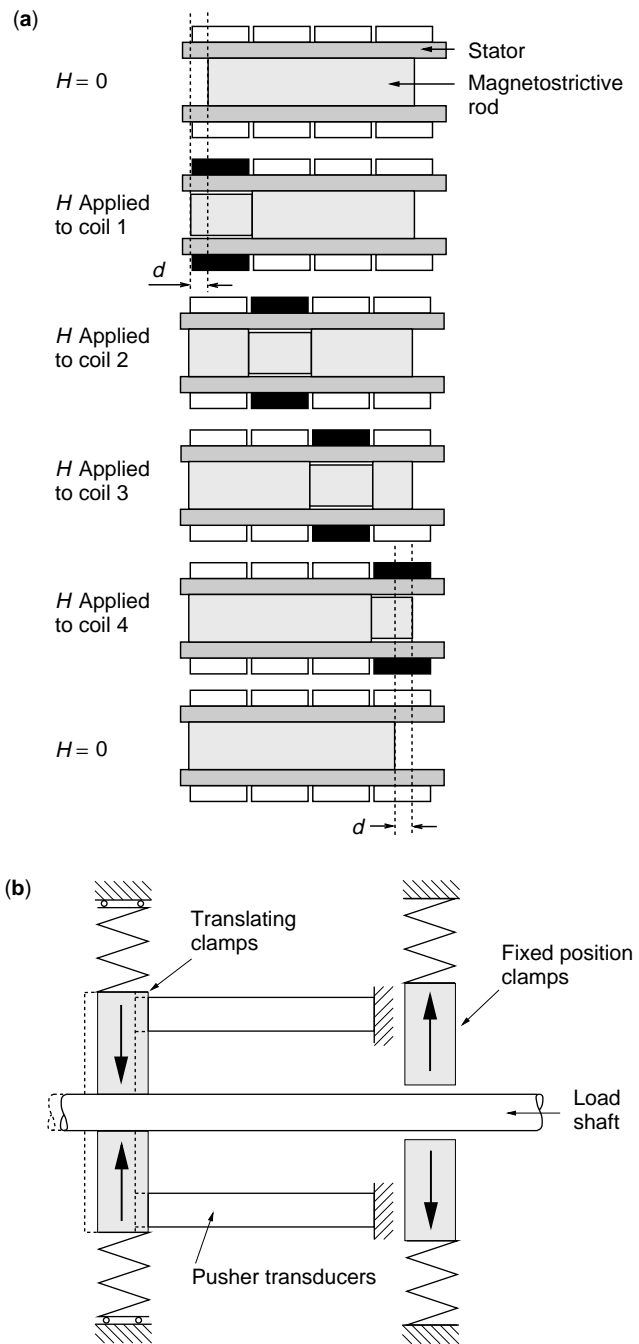 (a)
Stator
H = 0
Magnetostrictive
rod
H Applied
to coil 1
d
H Applied
to coil 2
H Applied
to coil 3
H Applied
to coil 4
H = 0
d
(b)
Translating
clamps
Fixed position
clamps
Load
shaft
Pusher transducers